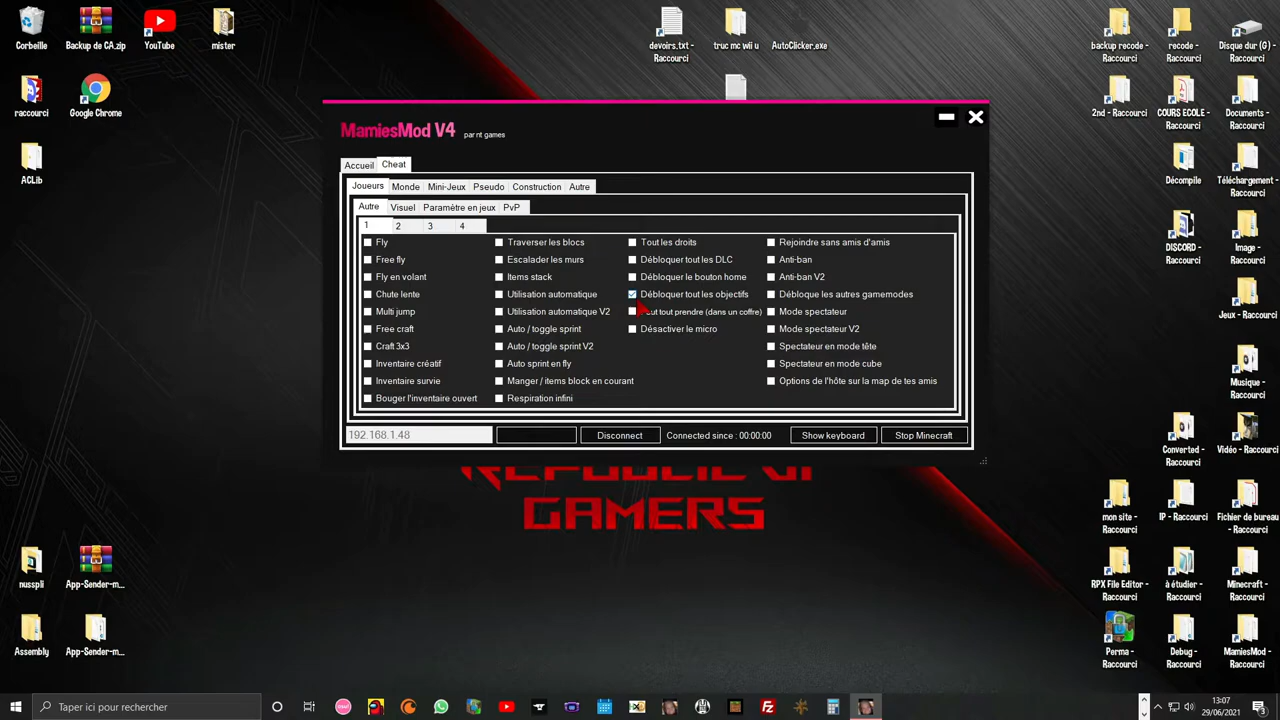 Corbeille
Backup de CA.zip
YouTube
mister
devoirs.txt -
Raccourci
truc mc wii u
AutoClicker.exe
backup recode -
Raccourci
recode -
Raccourci
Disque dur (G) -
Raccourci
raccourci
Google Chrome
2nd - Raccourci
COURS ECOLE -
Raccourci
Documents -
Raccourci
ACLib
Décompile
Téléchargement -
Raccourci
DISCORD -
Raccourci
Image -
Raccourci
Jeux - Raccourci
Musique -
Raccourci
Converted -
Raccourci
Vidéo - Raccourci
mon site -
Raccourci
IP - Raccourci
Fichier de bureau
- Raccourci
RPX File Editor -
Raccourci
à étudier -
Raccourci
Minecraft -
Raccourci
Perma -
Raccourci
Debug -
Raccourci
MamiesMod -
Raccourci
nusspli
App-Sender-m...
Assembly
App-Sender-m...
MamiesMod V4 par nt games
Accueil Cheat
Joueurs Monde Mini-Jeux Pseudo Construction Autre
Autre Visuel Paramètre en jeux PvP
1 2 3 4
Fly
Free fly
Fly en volant
Chute lente
Multi jump
Free craft
Craft 3x3
Inventaire créatif
Inventaire survie
Bouger l'inventaire ouvert
Traverser les blocs
Escalader les murs
Items stack
Utilisation automatique
Utilisation automatique V2
Auto / toggle sprint
Auto / toggle sprint V2
Auto sprint en fly
Manger / items block en courant
Respiration infini
Tout les droits
Débloquer tout les DLC
Débloquer le bouton home
Débloquer tout les objectifs
tout prendre (dans un coffre)
Désactiver le micro
Rejoindre sans amis d'amis
Anti-ban
Anti-ban V2
Débloque les autres gamemodes
Mode spectateur
Mode spectateur V2
Spectateur en mode tête
Spectateur en mode cube
Options de l'hôte sur la map de tes amis
192.168.1.48 Disconnect Connected since : 00:00:00 Show keyboard Stop Minecraft
REPUBLIC OF
GAMERS
Taper ici pour rechercher
13:07
29/06/2021